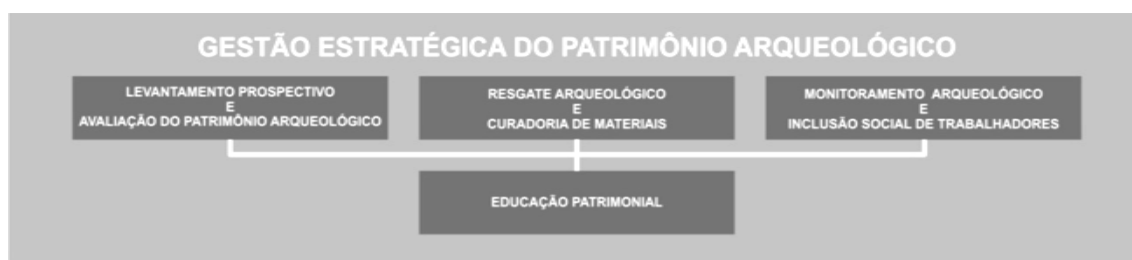 GESTÃO ESTRATÉGICA DO PATRIMÔNIO ARQUEOLÓGICO
LEVANTAMENTO PROSPECTIVO
E
AVALIAÇÃO DO PATRIMÔNIO ARQUEOLÓGICO
RESGATE ARQUEOLÓGICO
E
CURADORIA DE MATERIAIS
MONITORAMENTO ARQUEOLÓGICO
E
INCLUSÃO SOCIAL DE TRABALHADORES
EDUCAÇÃO PATRIMONIAL